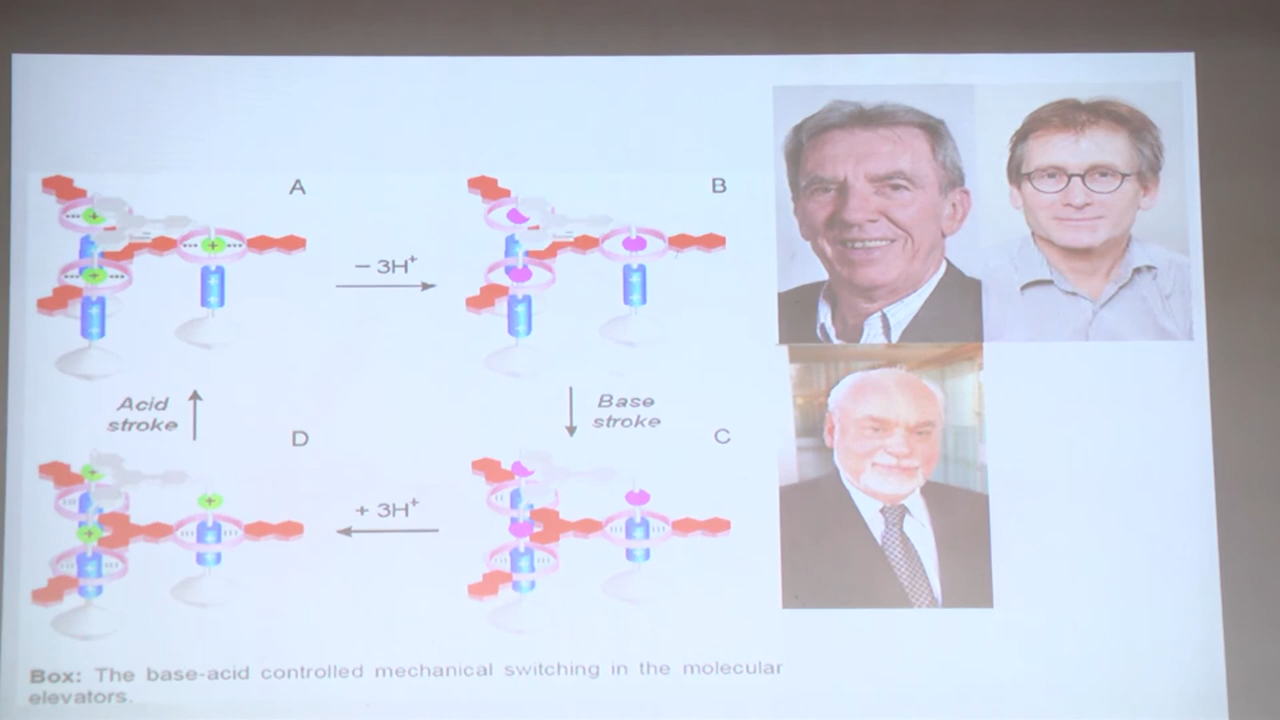 A
B
− 3H⁺
Acid
stroke
Base
stroke
D
C
+ 3H⁺
Box: The base-acid controlled mechanical switching in the molecular
elevators.